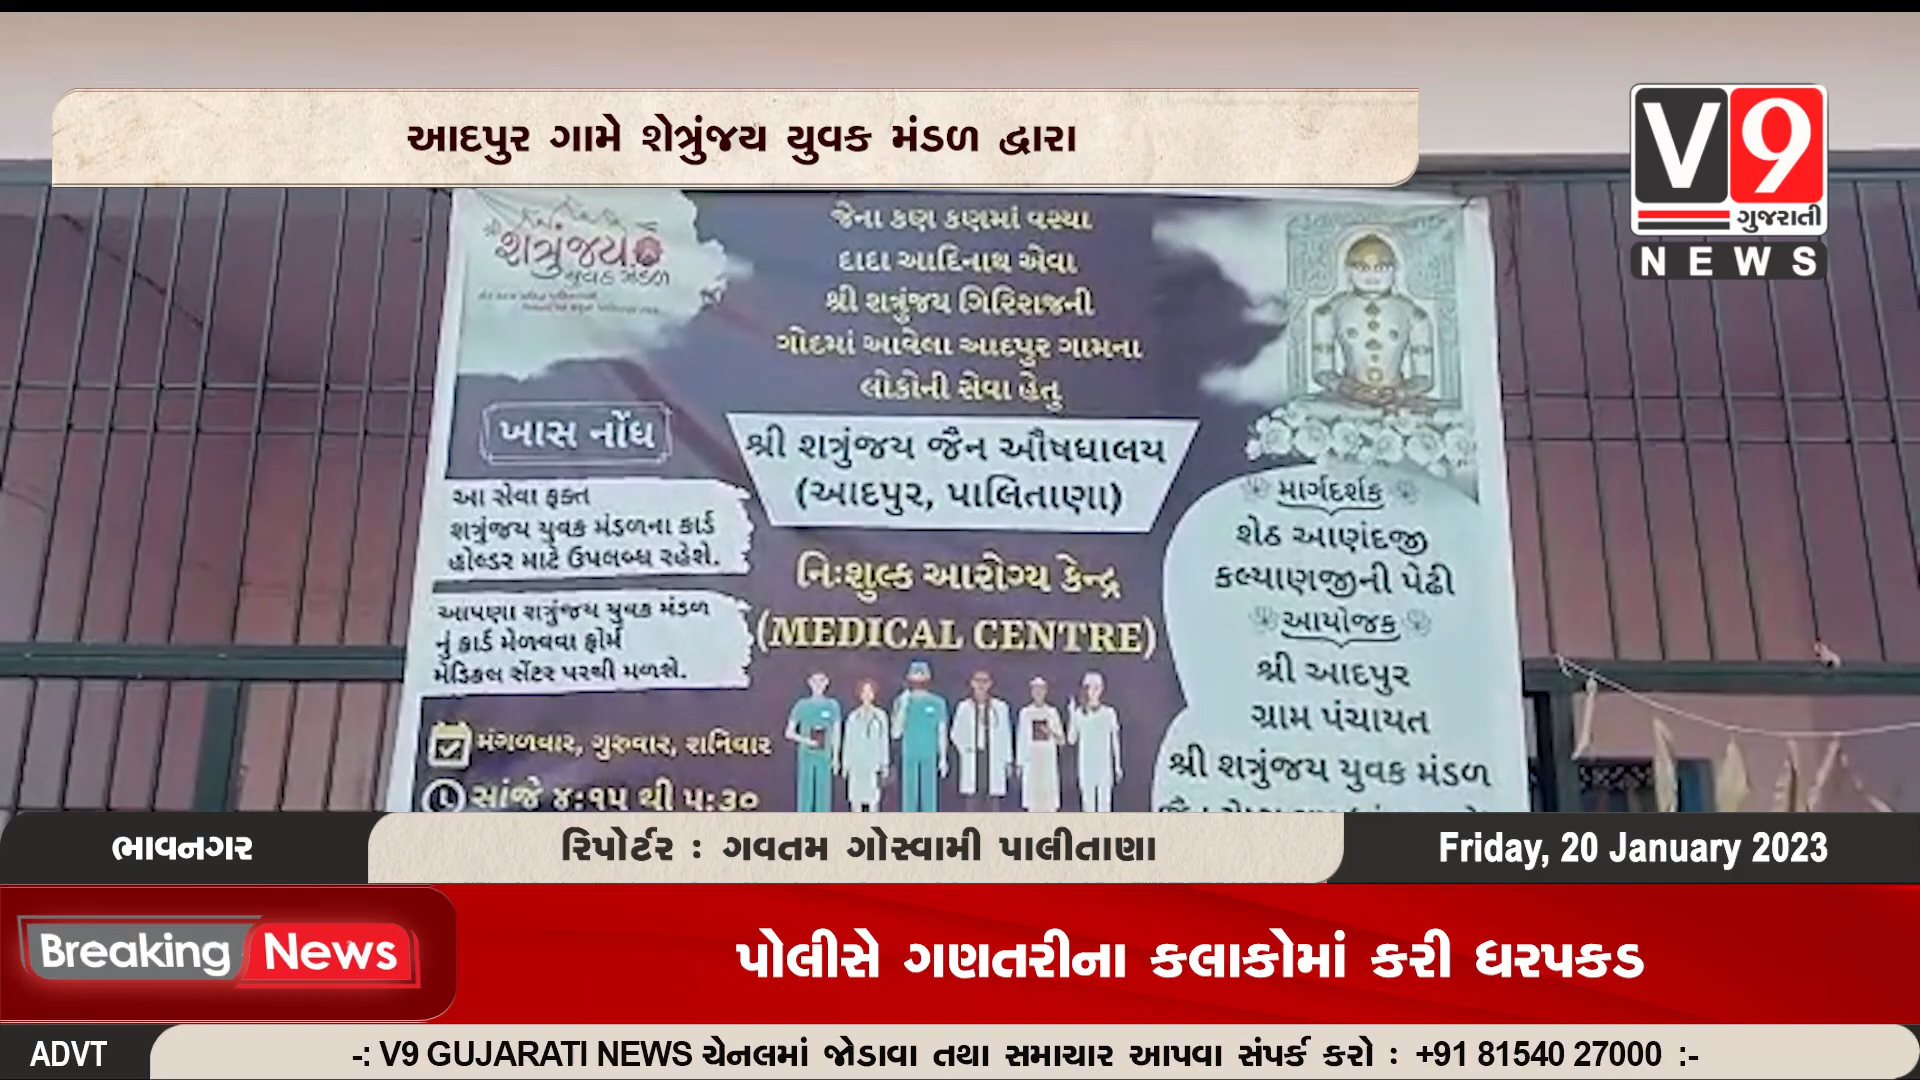 આદપુર ગામે શેત્રુંજય યુવક મંડળ દ્વારા
V9
ગુજરાતી
NEWS
શત્રુંજય
યુવક મંડળ
જેના કણ કણમાં વસ્યા
દાદા આદિનાથ એવા
શ્રી શત્રુંજય ગિરિરાજની
ગોદમાં આવેલા આદપુર ગામના
લોકોની સેવા હેતુ
શ્રી શત્રુંજય જૈન ઔષધાલય
(આદપુર, પાલિતાણા)
નિઃશુલ્ક આરોગ્ય કેન્દ્ર
(MEDICAL CENTRE)
ખાસ નોંધ
આ સેવા ફક્ત
શત્રુંજય યુવક મંડળના કાર્ડ
હોલ્ડર માટે ઉપલબ્ધ રહેશે.
આપણા શત્રુંજય યુવક મંડળ
નું કાર્ડ મેળવવા ફોર્મ
મેડિકલ સેંટર પરથી મળશે.
મંગળવાર, ગુરુવાર, શનિવાર
સાંજે ૪:૧૫ થી ૫:૩૦
માર્ગદર્શક
શેઠ આણંદજી
કલ્યાણજીની પેઢી
આયોજક
શ્રી આદપુર
ગ્રામ પંચાયત
શ્રી શત્રુંજય યુવક મંડળ
ભાવનગર
રિપોર્ટર : ગવતમ ગોસ્વામી પાલીતાણા
Friday, 20 January 2023
Breaking News
પોલીસે ગણતરીના કલાકોમાં કરી ધરપકડ
ADVT
-: V9 GUJARATI NEWS ચેનલમાં જોડાવા તથા સમાચાર આપવા સંપર્ક કરો : +91 81540 27000 :-